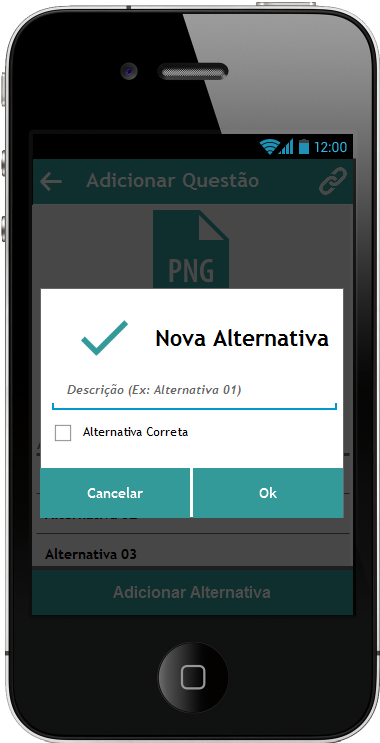 12:00
Adicionar Questão
PNG
Nova Alternativa
Descrição (Ex: Alternativa 01)
Alternativa Correta
Cancelar
Ok
Alternativa 03
Adicionar Alternativa